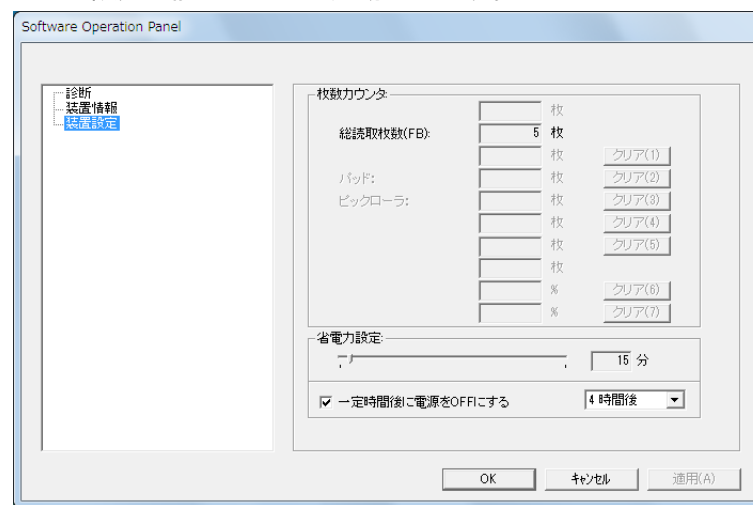 Software Operation Panel
診断
装置情報
装置設定
枚数カウンタ:
枚
総読取枚数(FB): 5 枚
枚 クリア(1)
パッド: 枚 クリア(2)
ピックローラ: 枚 クリア(3)
枚 クリア(4)
枚 クリア(5)
枚
% クリア(6)
% クリア(7)
省電力設定:
15 分
一定時間後に電源をOFFにする 4 時間後
OK キャンセル 適用(A)